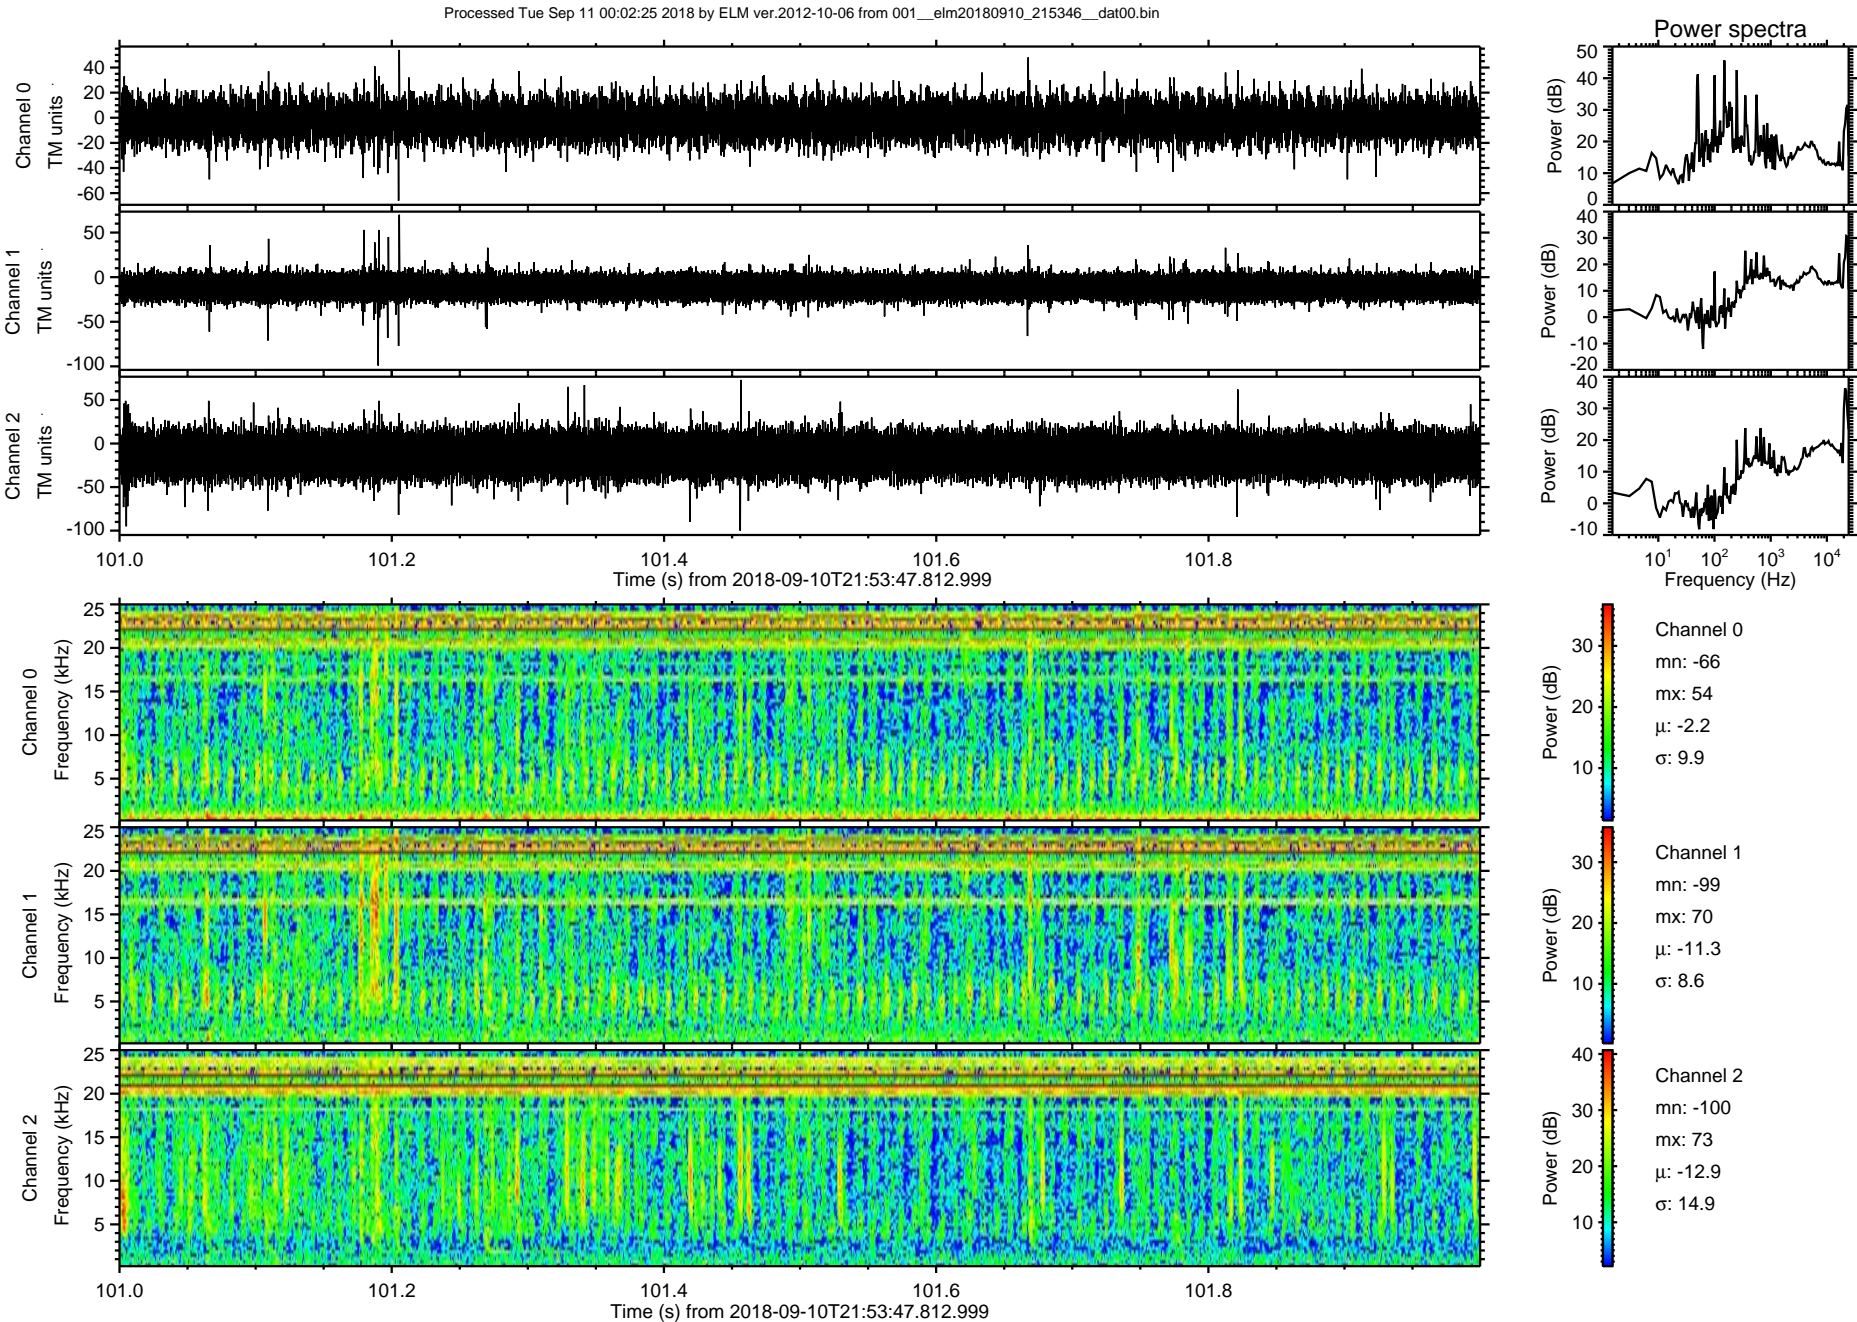 Processed Tue Sep 11 00:02:25 2018 by ELM ver.2012-10-06 from 001__elm20180910_215346__dat00.bin
Power spectra
Channel 0
TM units
40
20
0
-20
-40
-60
Power (dB)
50
40
30
20
10
0
Channel 1
TM units
50
0
-50
-100
Power (dB)
40
30
20
10
0
-10
-20
Channel 2
TM units
50
0
-50
-100
Power (dB)
40
30
20
10
0
-10
101.0 101.2 101.4 101.6 101.8
Time (s) from 2018-09-10T21:53:47.812.999
10^1 10^2 10^3 10^4
Frequency (Hz)
Channel 0
Frequency (kHz)
25
20
15
10
5
Power (dB)
30
20
10
Channel 0
mn: -66
mx: 54
μ: -2.2
σ: 9.9
Channel 1
Frequency (kHz)
25
20
15
10
5
Power (dB)
30
20
10
Channel 1
mn: -99
mx: 70
μ: -11.3
σ: 8.6
Channel 2
Frequency (kHz)
25
20
15
10
5
Power (dB)
40
30
20
10
Channel 2
mn: -100
mx: 73
μ: -12.9
σ: 14.9
101.0 101.2 101.4 101.6 101.8
Time (s) from 2018-09-10T21:53:47.812.999